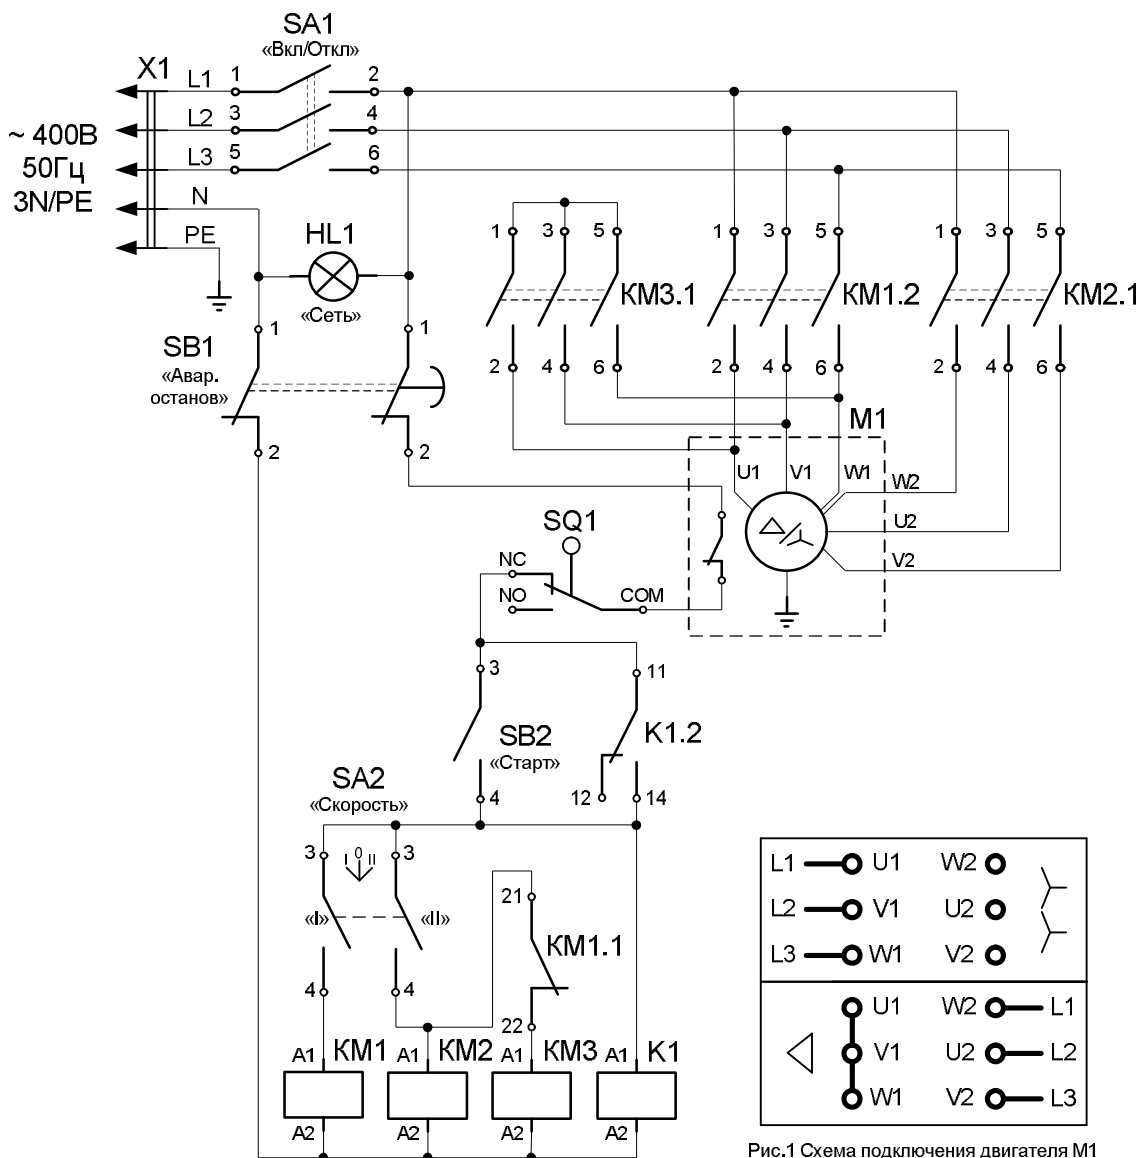 SA1
«Вкл/Откл»
X1
L1 1 2
L2 3 4
L3 5 6
N
PE
~ 400В
50Гц
3N/PE
HL1
«Сеть»
1 3 5
КМ3.1
2 4 6
1 3 5
КМ1.2
2 4 6
1 3 5
КМ2.1
2 4 6
SB1
«Авар.
останов»
1 1
2 2
M1
U1 V1 W1
W2
U2
V2
SQ1
NC
NO
COM
3
SB2
«Старт»
4
11
K1.2
12 14
SA2
«Скорость»
3 3
I 0 II
«I» «II»
4 4
21
КМ1.1
22
A1 КМ1
A2
A1 КМ2
A2
A1 КМ3
A2
A1 K1
A2
L1 U1 W2
L2 V1 U2
L3 W1 V2
U1 W2 L1
V1 U2 L2
W1 V2 L3
Рис.1 Схема подключения двигателя М1